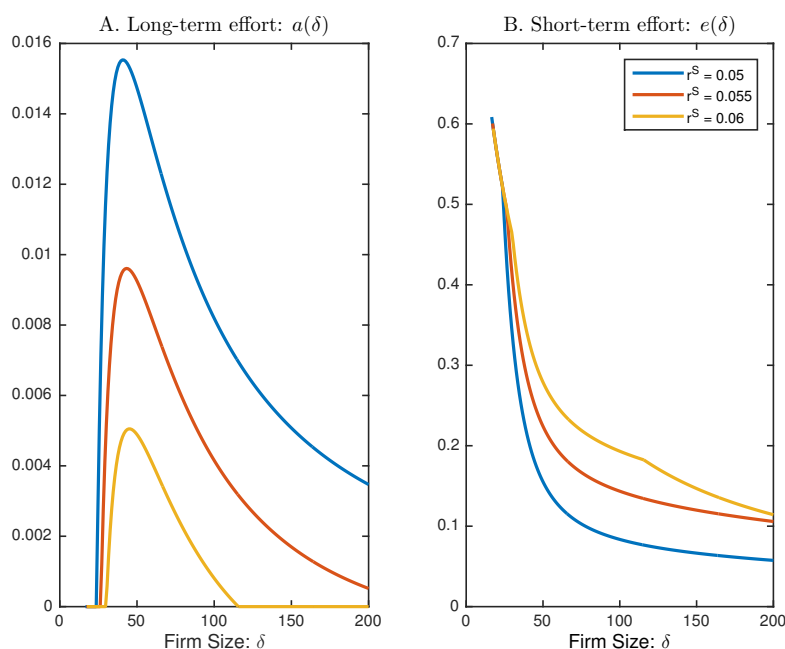 A. Long-term effort: a(δ)
0.016
0.014
0.012
0.01
0.008
0.006
0.004
0.002
0
0 50 100 150 200
Firm Size: δ
B. Short-term effort: e(δ)
r^S = 0.05
r^S = 0.055
r^S = 0.06
0.7
0.6
0.5
0.4
0.3
0.2
0.1
0
0 50 100 150 200
Firm Size: δ